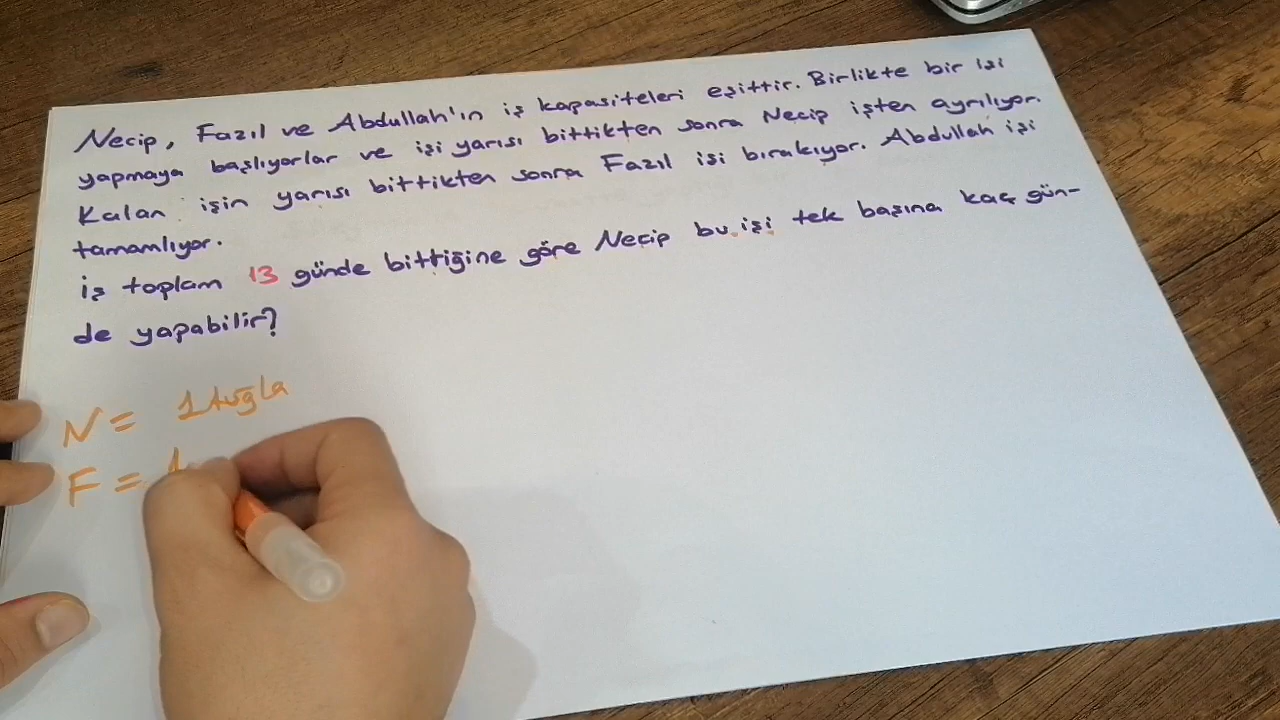 Necip, Fazıl ve Abdullah'ın iş kapasiteleri eşittir. Birlikte bir işi
yapmaya başlıyorlar ve işi yarısı bittikten sonra Necip işten ayrılıyor.
Kalan işin yarısı bittikten sonra Fazıl işi bırakıyor. Abdullah işi
tamamlıyor.
İş toplam 13 günde bittiğine göre Necip bu işi tek başına kaç gün-
de yapabilir?
N = 1 tuğla
F =